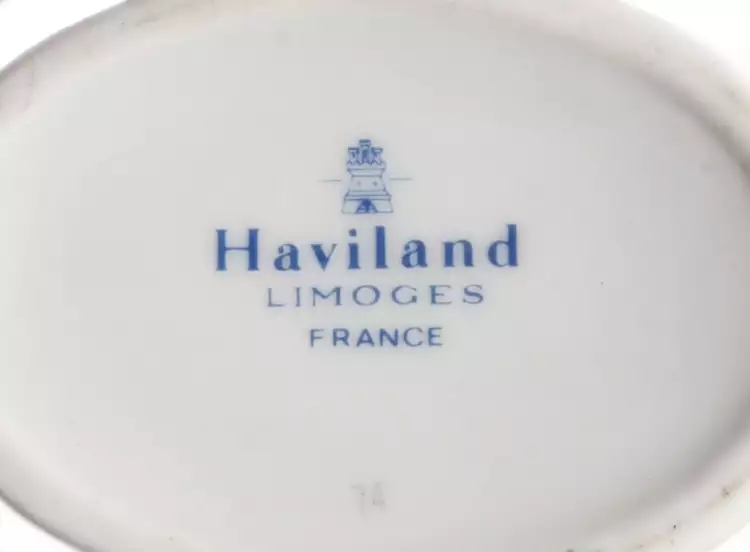 Haviland
LIMOGES
FRANCE
74